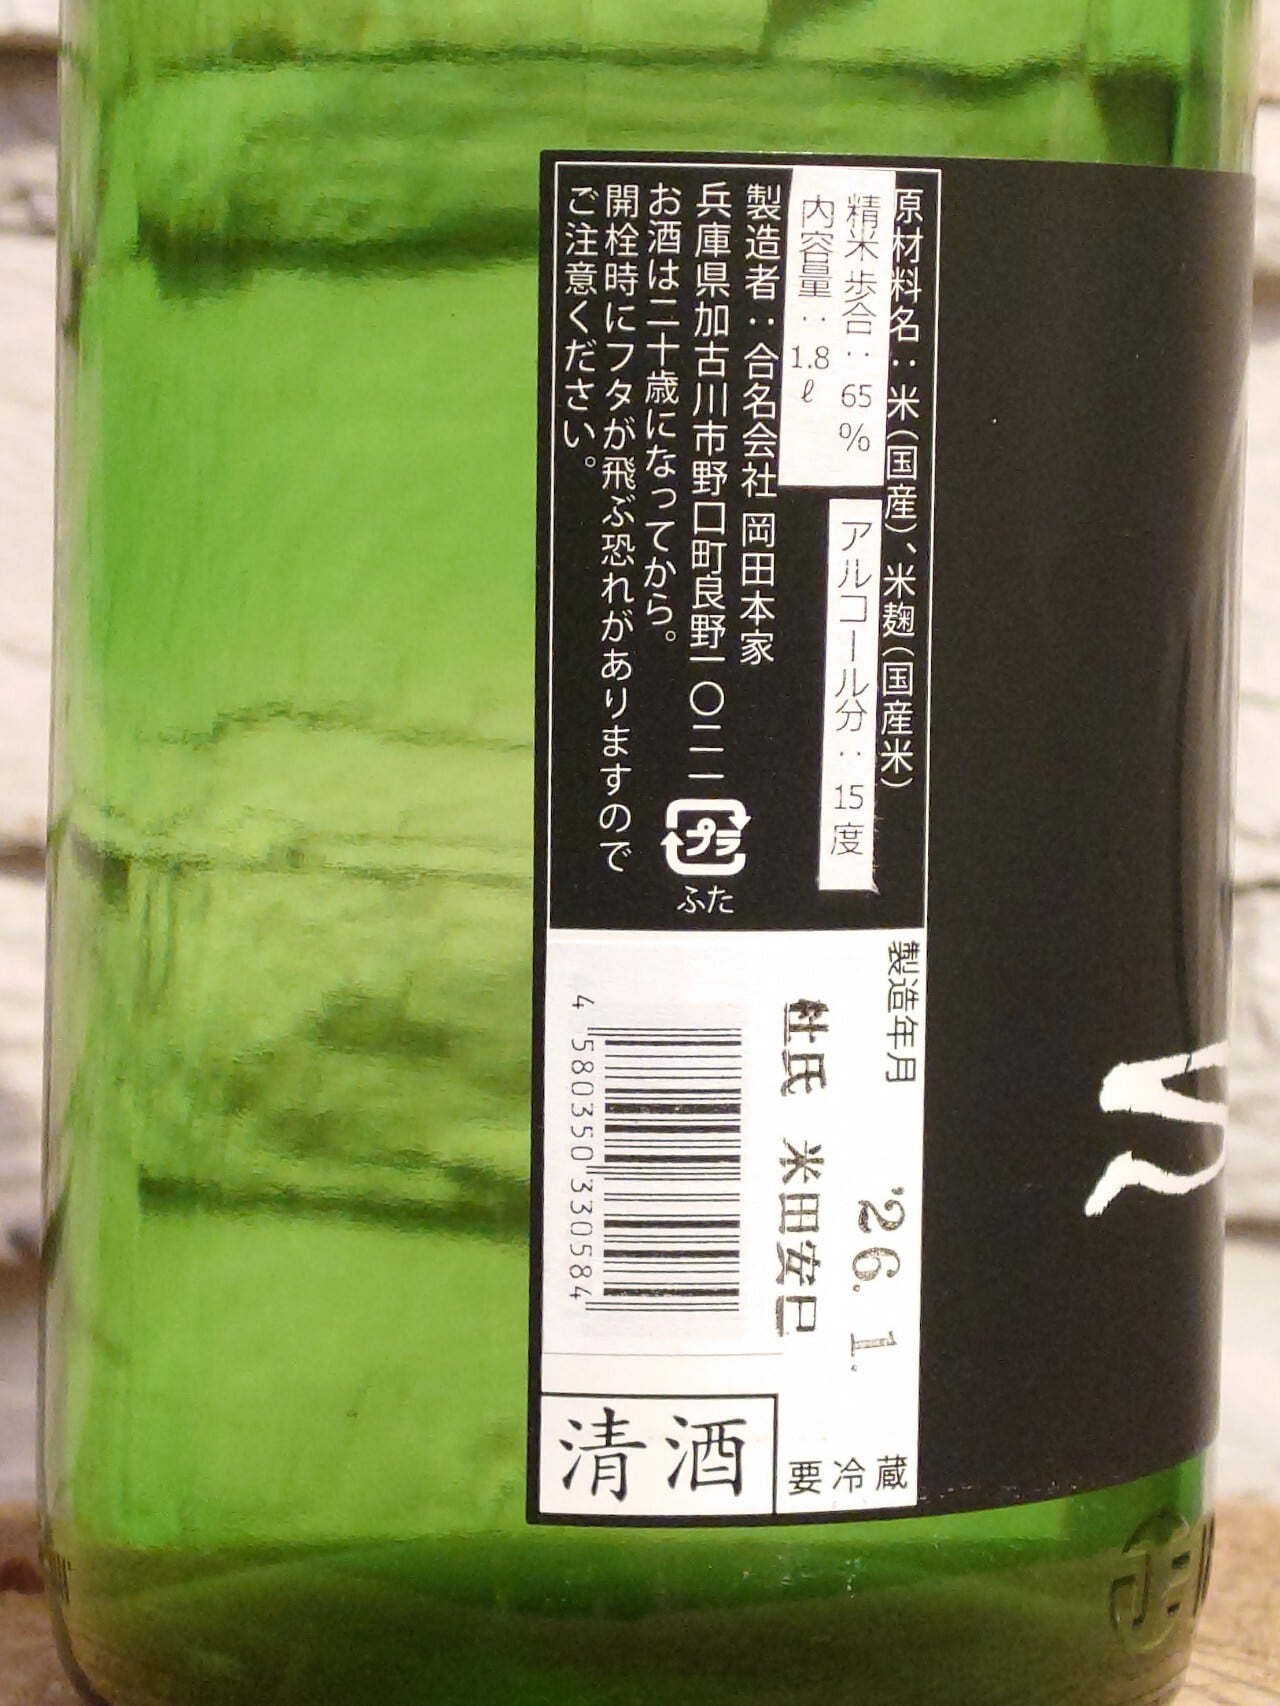 原材料名：米（国産）、米麹（国産米）
精米歩合：65%
アルコール分：15度
内容量：1.8ℓ
製造者：合名会社 岡田本家
兵庫県加古川市野口町良野一〇二一
お酒は二十歳になってから。
開栓時にフタが飛ぶ恐れがありますので
ご注意ください。
プラ
ふた
製造年月
'26.1.
杜氏 米田安巳
4 580350 330584
清酒
要冷蔵